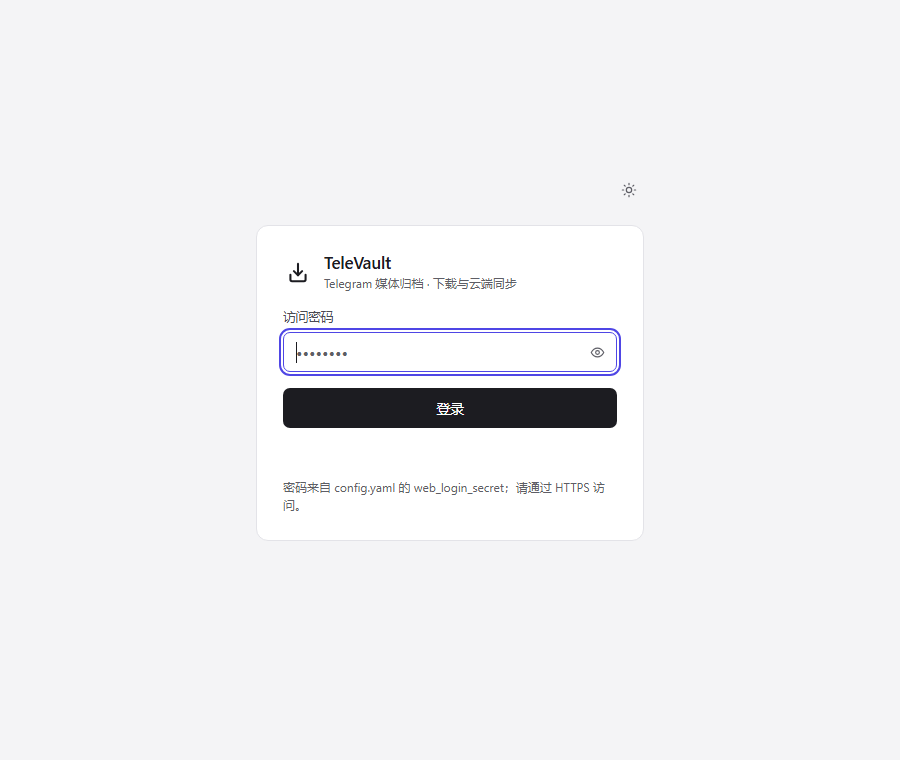 TeleVault
Telegram 媒体归档 · 下载与云端同步
访问密码
••••••••
登录
密码来自 config.yaml 的 web_login_secret；请通过 HTTPS 访
问。